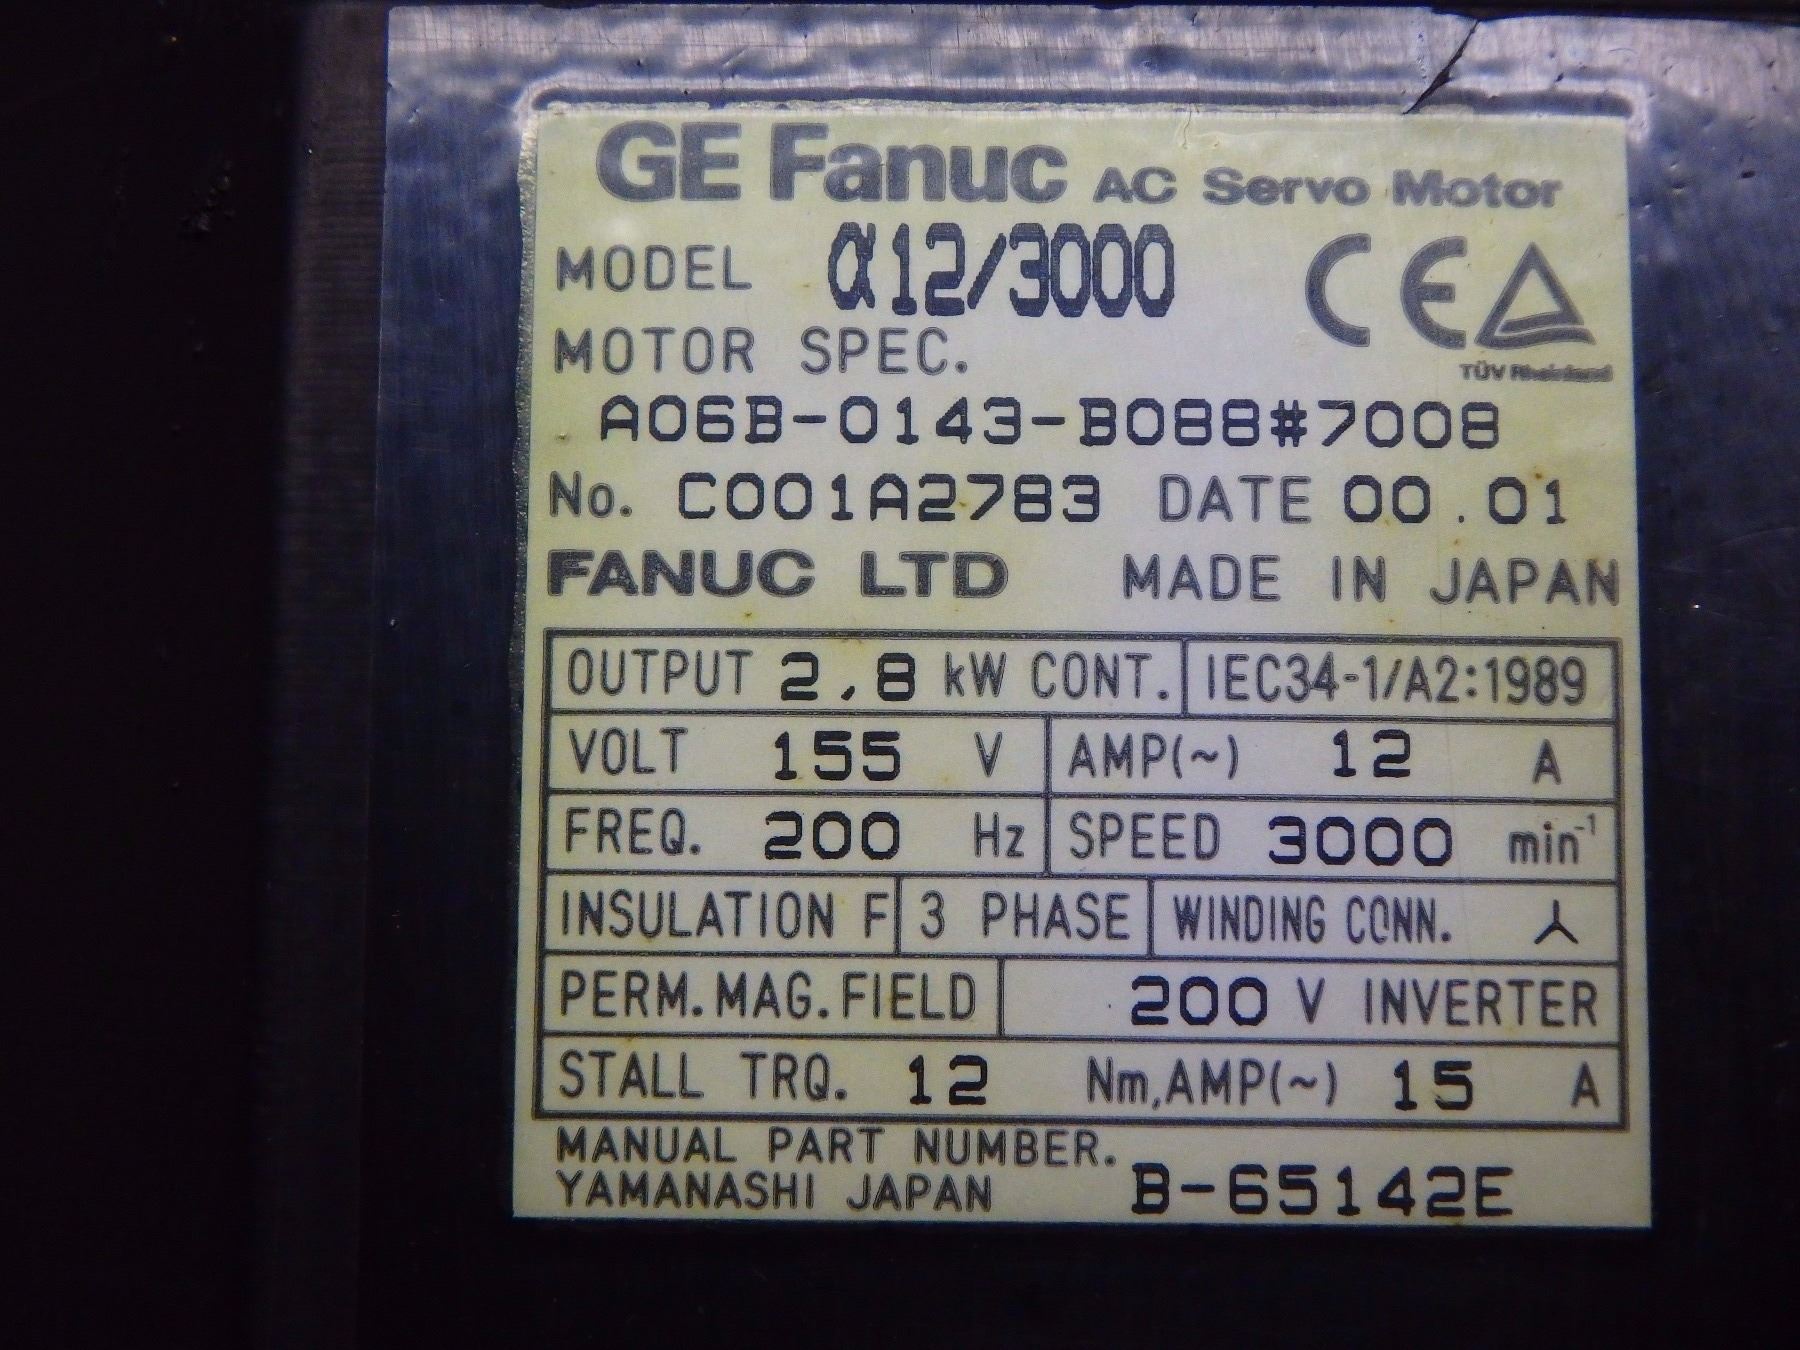 GE Fanuc AC Servo Motor
MODEL α12/3000
CE
MOTOR SPEC.
TÜV Rheinland
A06B-0143-B088#7008
No. C001A2783 DATE 00.01
FANUC LTD MADE IN JAPAN
OUTPUT 2.8 kW CONT. IEC34-1/A2:1989
VOLT 155 V AMP(~) 12 A
FREQ. 200 Hz SPEED 3000 min⁻¹
INSULATION F 3 PHASE WINDING CONN.
PERM.MAG.FIELD 200 V INVERTER
STALL TRQ. 12 Nm,AMP(~) 15 A
MANUAL PART NUMBER.
YAMANASHI JAPAN B-65142E